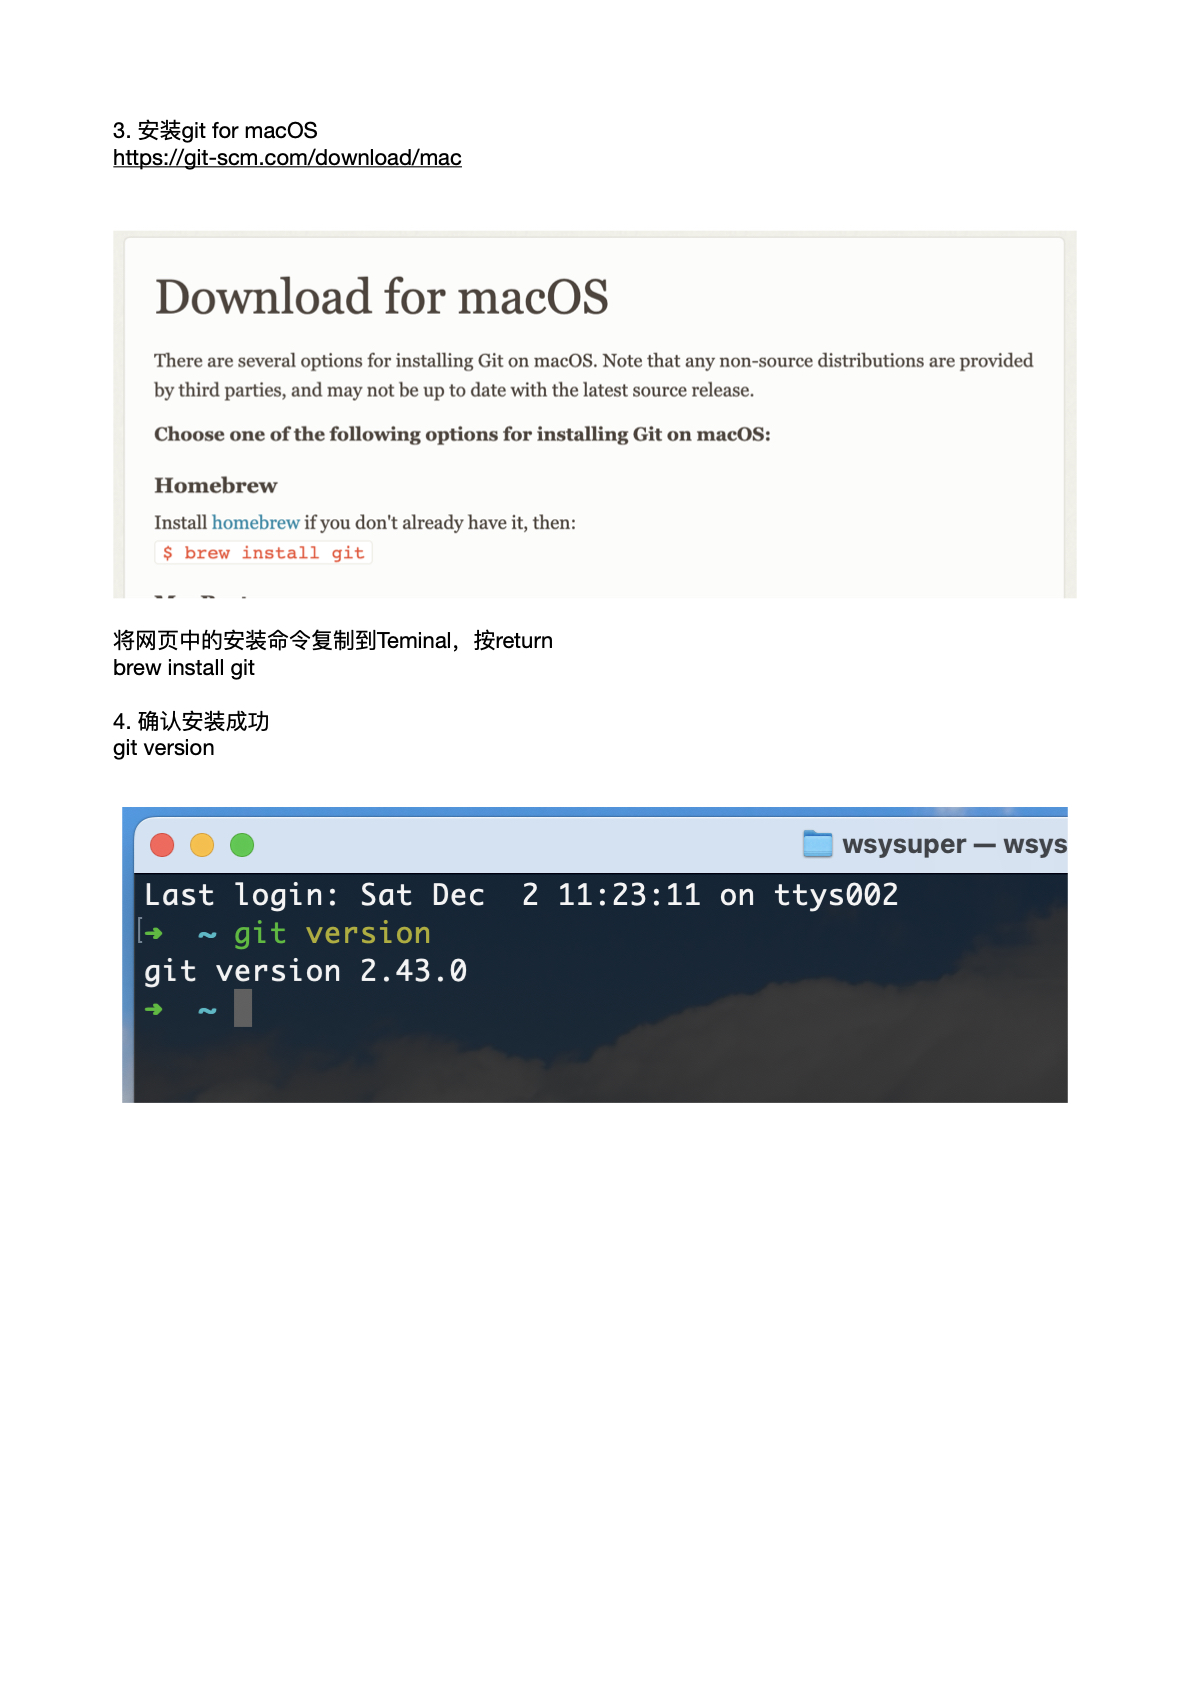 3. 安装git for macOS
https://git-scm.com/download/mac
Download for macOS
There are several options for installing Git on macOS. Note that any non-source distributions are provided
by third parties, and may not be up to date with the latest source release.
Choose one of the following options for installing Git on macOS:
Homebrew
Install homebrew if you don't already have it, then:
$ brew install git
将网页中的安装命令复制到Teminal，按return
brew install git
4. 确认安装成功
git version
wsysuper — wsys
Last login: Sat Dec  2 11:23:11 on ttys002
[➜  ~ git version
git version 2.43.0
➜  ~